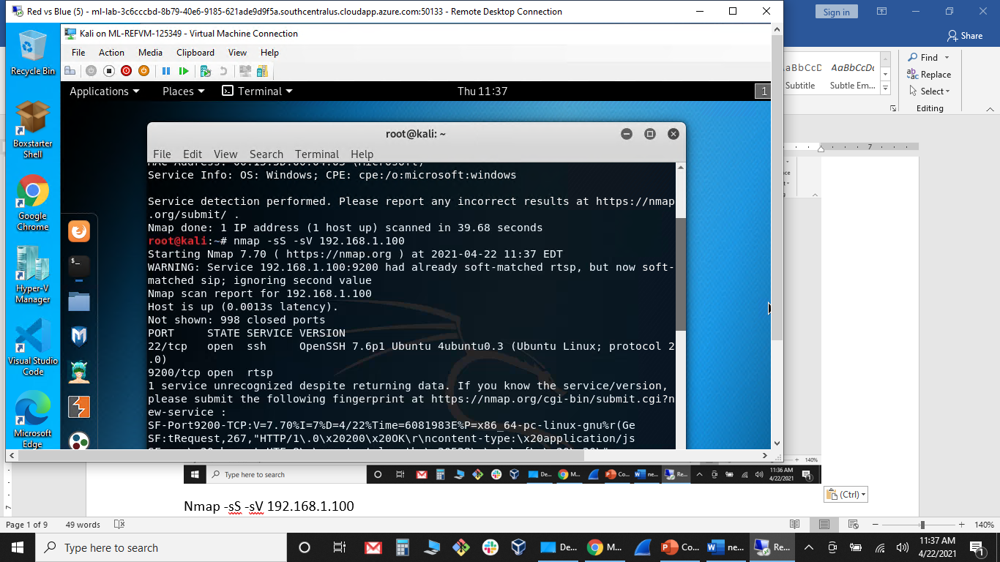 Red vs Blue (5) - ml-lab-3c6cccbd-8b79-40e6-9185-621ade9d9f5a.southcentralus.cloudapp.azure.com:50133 - Remote Desktop Connection
Sign in
Share
Kali on ML-REFVM-125349 - Virtual Machine Connection
File Action Media Clipboard View Help
Recycle Bin
Boxstarter
Shell
Google
Chrome
Hyper-V
Manager
Visual Studio
Code
Microsoft
Edge
Applications Places Terminal Thu 11:37 1
root@kali: ~
File Edit View Search Terminal Help
Service Info: OS: Windows; CPE: cpe:/o:microsoft:windows
Service detection performed. Please report any incorrect results at https://nmap
.org/submit/ .
Nmap done: 1 IP address (1 host up) scanned in 39.68 seconds
root@kali:~# nmap -sS -sV 192.168.1.100
Starting Nmap 7.70 ( https://nmap.org ) at 2021-04-22 11:37 EDT
WARNING: Service 192.168.1.100:9200 had already soft-matched rtsp, but now soft-
matched sip; ignoring second value
Nmap scan report for 192.168.1.100
Host is up (0.0013s latency).
Not shown: 998 closed ports
PORT STATE SERVICE VERSION
22/tcp open ssh OpenSSH 7.6p1 Ubuntu 4ubuntu0.3 (Ubuntu Linux; protocol 2
.0)
9200/tcp open rtsp
1 service unrecognized despite returning data. If you know the service/version,
please submit the following fingerprint at https://nmap.org/cgi-bin/submit.cgi?n
ew-service :
SF-Port9200-TCP:V=7.70%I=7%D=4/22%Time=6081983E%P=x86_64-pc-linux-gnu%r(Ge
SF:tRequest,267,"HTTP/1\.0\x20200\x20OK\r\ncontent-type:\x20application/js
aBbCcD AaBbCcDc
Subtitle Subtle Em...
Find
Replace
Select
Editing
7
140%
Type here to search De... M... Co... ne... Re... 11:36 AM
4/22/2021
(Ctrl)
Nmap -sS -sV 192.168.1.100
Page 1 of 9 49 words 140%
Type here to search De... M... Co... ne... Re... 11:37 AM
4/22/2021
1